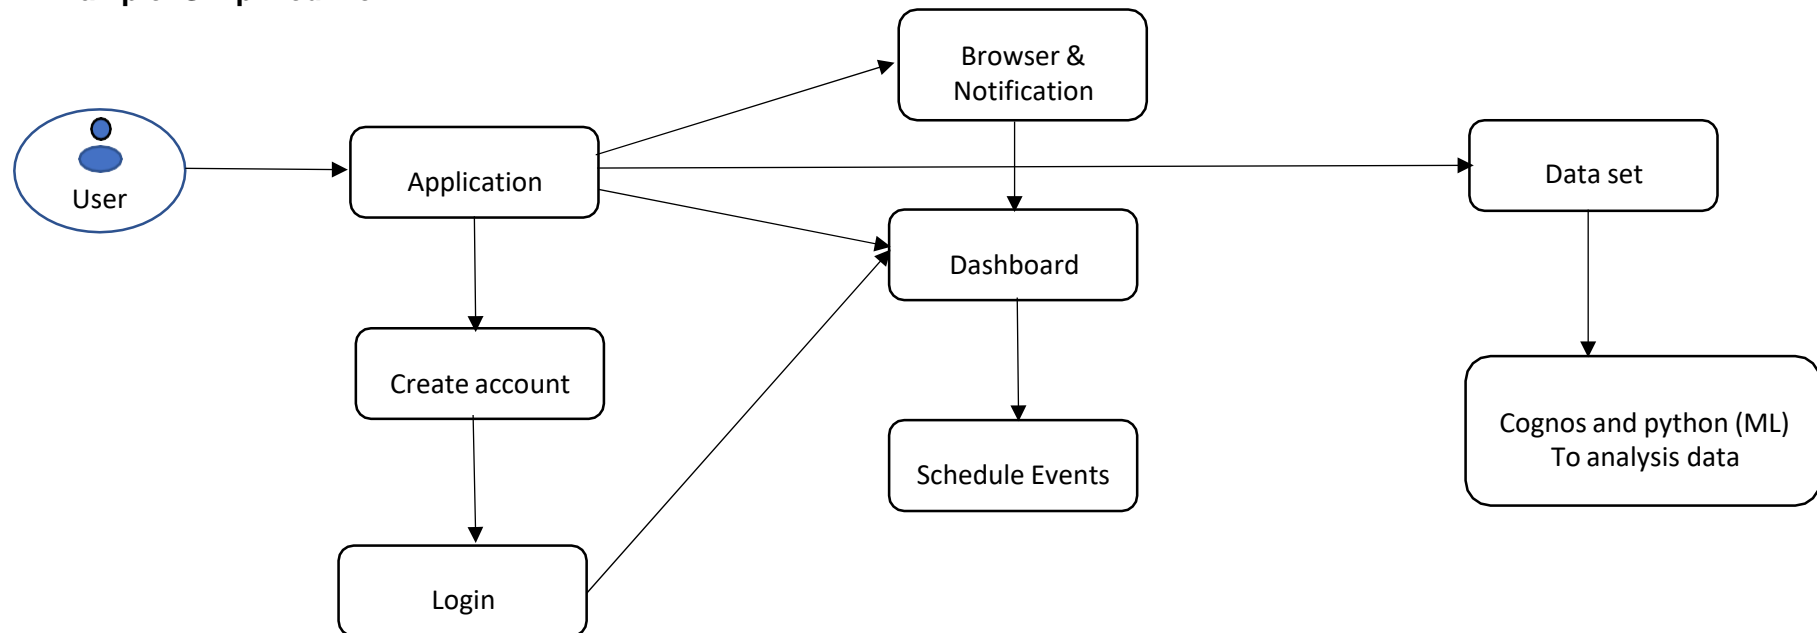 Browser &
Notification
User
Application
Data set
Dashboard
Create account
Cognos and python (ML)
To analysis data
Schedule Events
Login